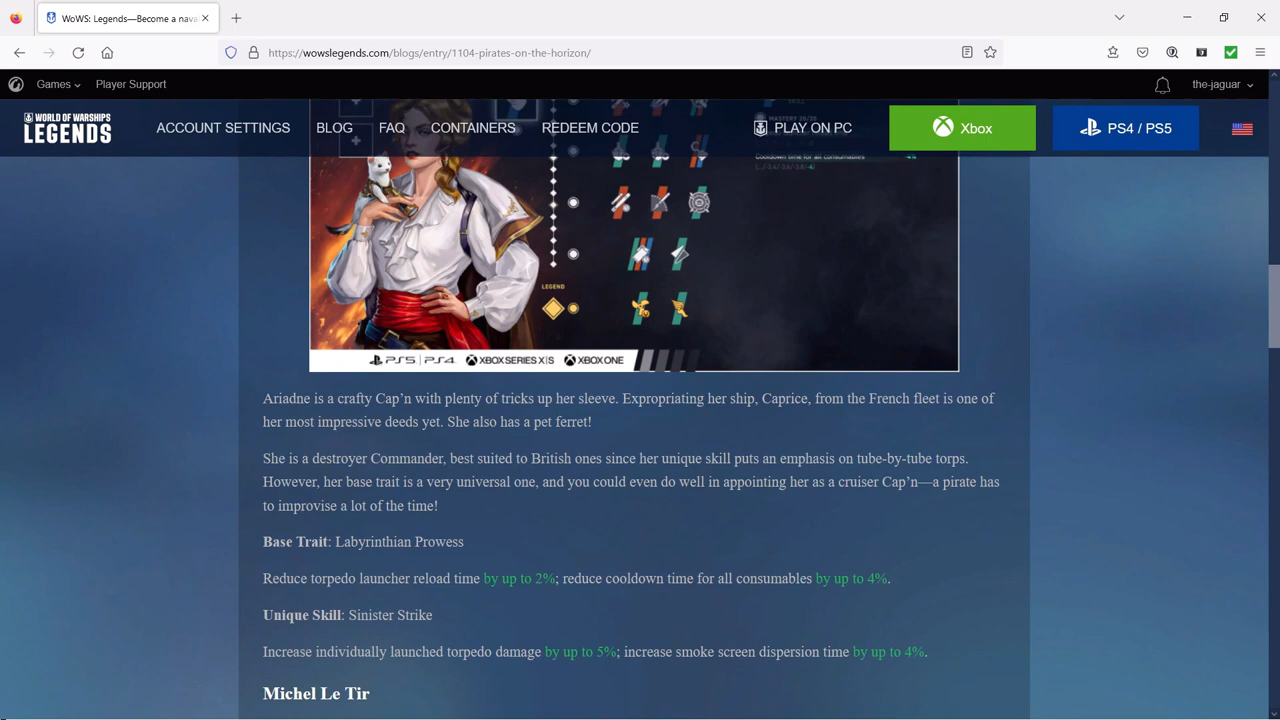 WoWS: Legends—Become a nava
https://wowslegends.com/blogs/entry/1104-pirates-on-the-horizon/
Games
Player Support
the-jaguar
WORLD OF WARSHIPS
LEGENDS
ACCOUNT SETTINGS
BLOG
FAQ
CONTAINERS
REDEEM CODE
PLAY ON PC
Xbox
PS4 / PS5
SKILL
MASTERY 20/25
Cooldown time for all consumables
LEGEND
PS5 | PS4
XBOX SERIES X|S
XBOX ONE
Ariadne is a crafty Cap’n with plenty of tricks up her sleeve. Expropriating her ship, Caprice, from the French fleet is one of
her most impressive deeds yet. She also has a pet ferret!
She is a destroyer Commander, best suited to British ones since her unique skill puts an emphasis on tube-by-tube torps.
However, her base trait is a very universal one, and you could even do well in appointing her as a cruiser Cap’n—a pirate has
to improvise a lot of the time!
Base Trait: Labyrinthian Prowess
Reduce torpedo launcher reload time by up to 2%; reduce cooldown time for all consumables by up to 4%.
Unique Skill: Sinister Strike
Increase individually launched torpedo damage by up to 5%; increase smoke screen dispersion time by up to 4%.
Michel Le Tir